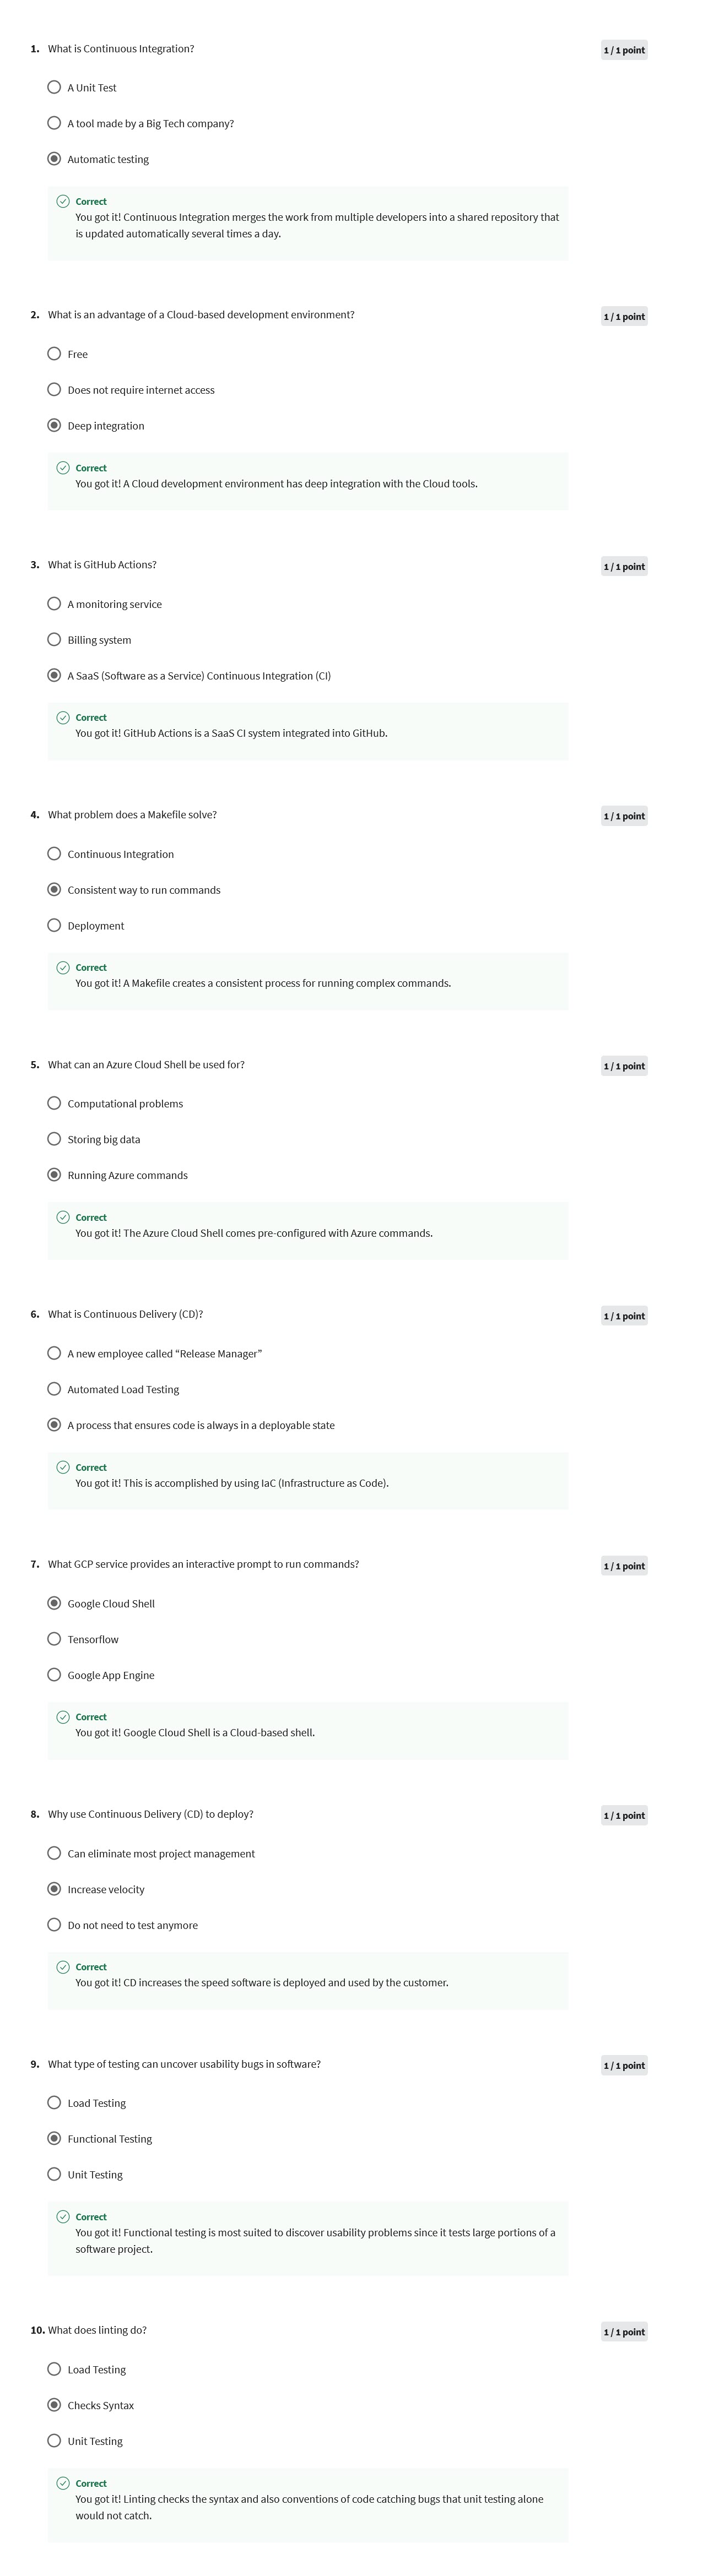 1. What is Continuous Integration?
1 / 1 point
A Unit Test
A tool made by a Big Tech company?
Automatic testing
Correct
You got it! Continuous Integration merges the work from multiple developers into a shared repository that
is updated automatically several times a day.
2. What is an advantage of a Cloud-based development environment?
1 / 1 point
Free
Does not require internet access
Deep integration
Correct
You got it! A Cloud development environment has deep integration with the Cloud tools.
3. What is GitHub Actions?
1 / 1 point
A monitoring service
Billing system
A SaaS (Software as a Service) Continuous Integration (CI)
Correct
You got it! GitHub Actions is a SaaS CI system integrated into GitHub.
4. What problem does a Makefile solve?
1 / 1 point
Continuous Integration
Consistent way to run commands
Deployment
Correct
You got it! A Makefile creates a consistent process for running complex commands.
5. What can an Azure Cloud Shell be used for?
1 / 1 point
Computational problems
Storing big data
Running Azure commands
Correct
You got it! The Azure Cloud Shell comes pre-configured with Azure commands.
6. What is Continuous Delivery (CD)?
1 / 1 point
A new employee called “Release Manager”
Automated Load Testing
A process that ensures code is always in a deployable state
Correct
You got it! This is accomplished by using IaC (Infrastructure as Code).
7. What GCP service provides an interactive prompt to run commands?
1 / 1 point
Google Cloud Shell
Tensorflow
Google App Engine
Correct
You got it! Google Cloud Shell is a Cloud-based shell.
8. Why use Continuous Delivery (CD) to deploy?
1 / 1 point
Can eliminate most project management
Increase velocity
Do not need to test anymore
Correct
You got it! CD increases the speed software is deployed and used by the customer.
9. What type of testing can uncover usability bugs in software?
1 / 1 point
Load Testing
Functional Testing
Unit Testing
Correct
You got it! Functional testing is most suited to discover usability problems since it tests large portions of a
software project.
10. What does linting do?
1 / 1 point
Load Testing
Checks Syntax
Unit Testing
Correct
You got it! Linting checks the syntax and also conventions of code catching bugs that unit testing alone
would not catch.